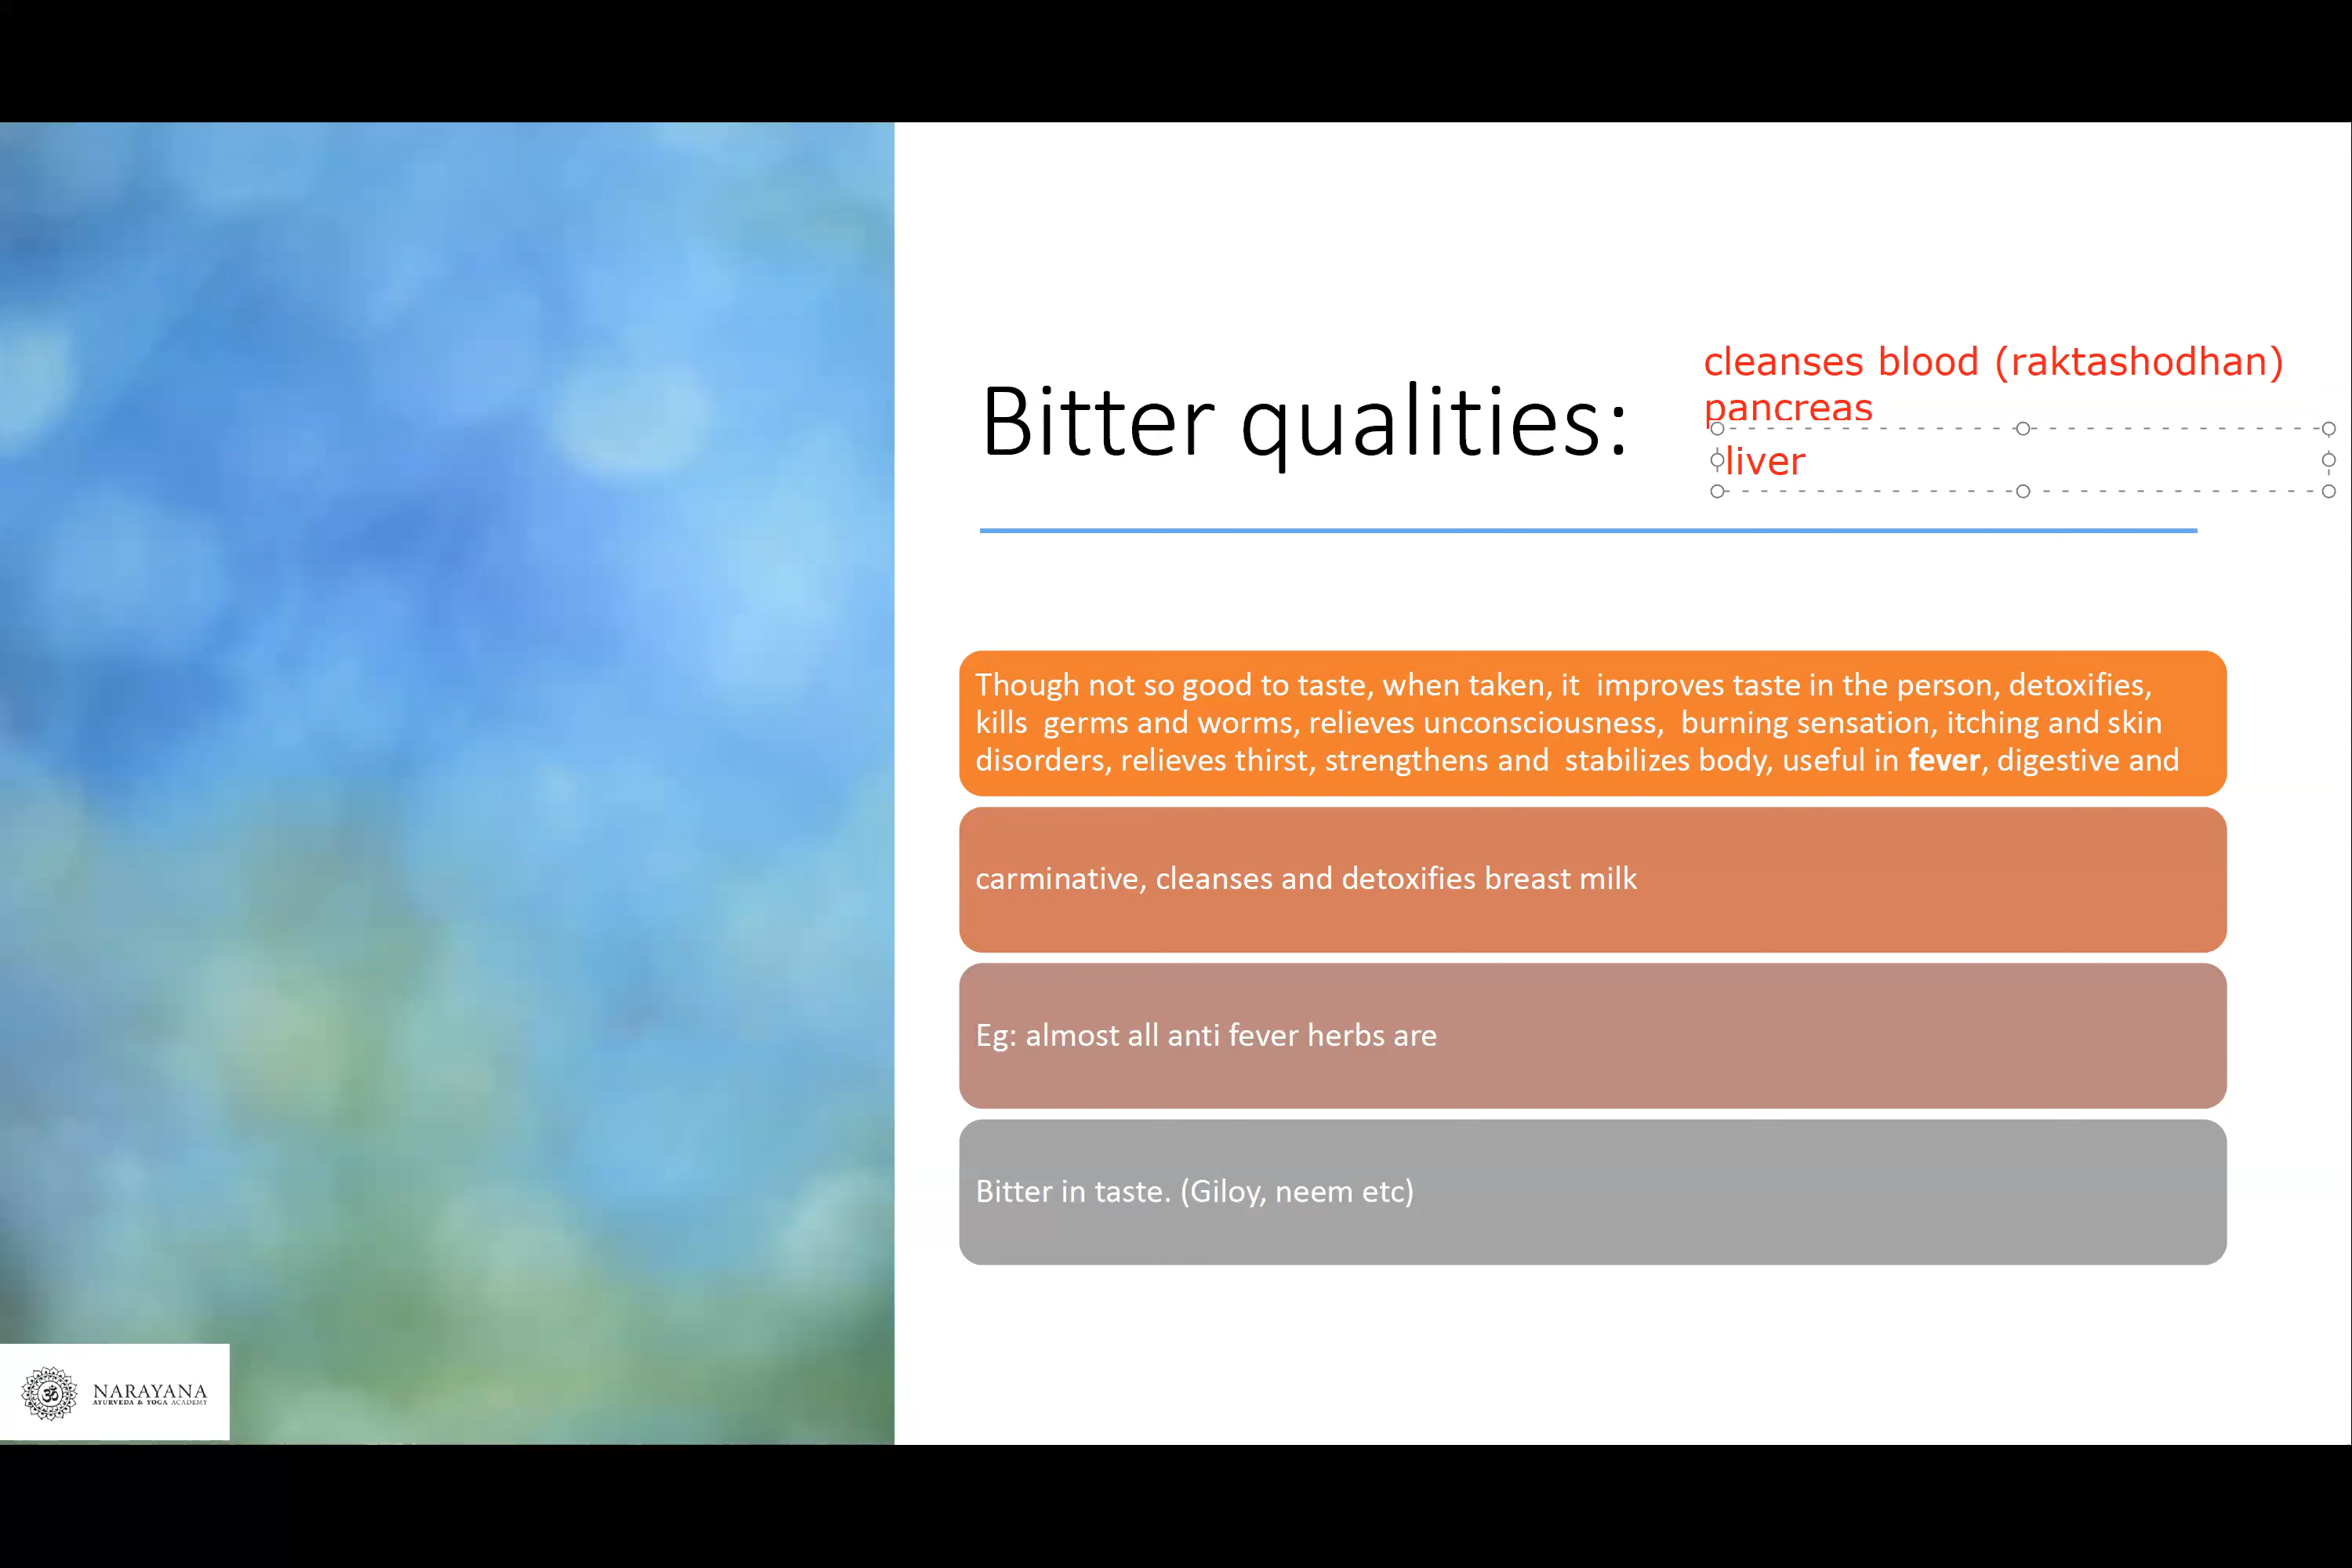 cleanses blood (raktashodhan)
pancreas
liver
Bitter qualities:
Though not so good to taste, when taken, it  improves taste in the person, detoxifies,
kills  germs and worms, relieves unconsciousness,  burning sensation, itching and skin
disorders, relieves thirst, strengthens and  stabilizes body, useful in fever, digestive and
carminative, cleanses and detoxifies breast milk
Eg: almost all anti fever herbs are
Bitter in taste. (Giloy, neem etc)
NARAYANA
AYURVEDA & YOGA ACADEMY